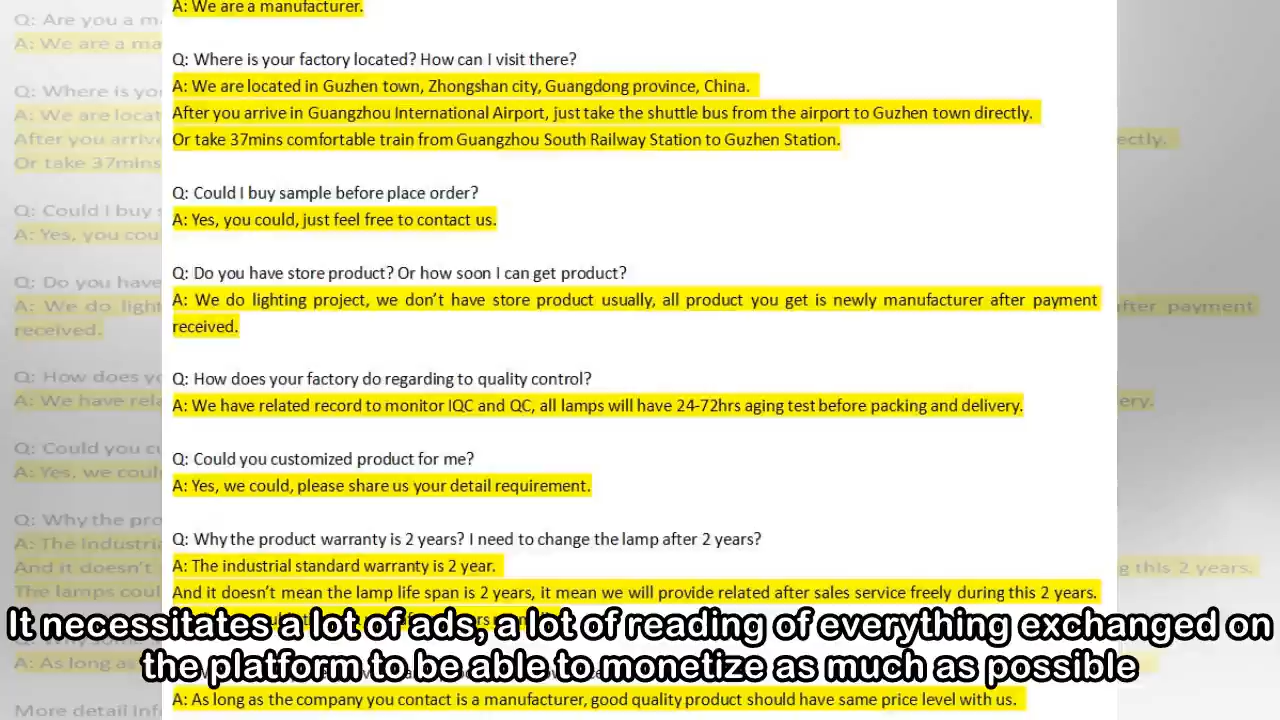 A: We are a manufacturer.
Q: Where is your factory located? How can I visit there?
A: We are located in Guzhen town, Zhongshan city, Guangdong province, China.
After you arrive in Guangzhou International Airport, just take the shuttle bus from the airport to Guzhen town directly.
Or take 37mins comfortable train from Guangzhou South Railway Station to Guzhen Station.
Q: Could I buy sample before place order?
A: Yes, you could, just feel free to contact us.
Q: Do you have store product? Or how soon I can get product?
A: We do lighting project, we don't have store product usually, all product you get is newly manufacturer after payment
received.
Q: How does your factory do regarding to quality control?
A: We have related record to monitor IQC and QC, all lamps will have 24-72hrs aging test before packing and delivery.
Q: Could you customized product for me?
A: Yes, we could, please share us your detail requirement.
Q: Why the product warranty is 2 years? I need to change the lamp after 2 years?
A: The industrial standard warranty is 2 year.
And it doesn't mean the lamp life span is 2 years, it mean we will provide related after sales service freely during this 2 years.
It necessitates a lot of ads, a lot of reading of everything exchanged on
the platform to be able to monetize as much as possible
A: As long as the company you contact is a manufacturer, good quality product should have same price level with us.